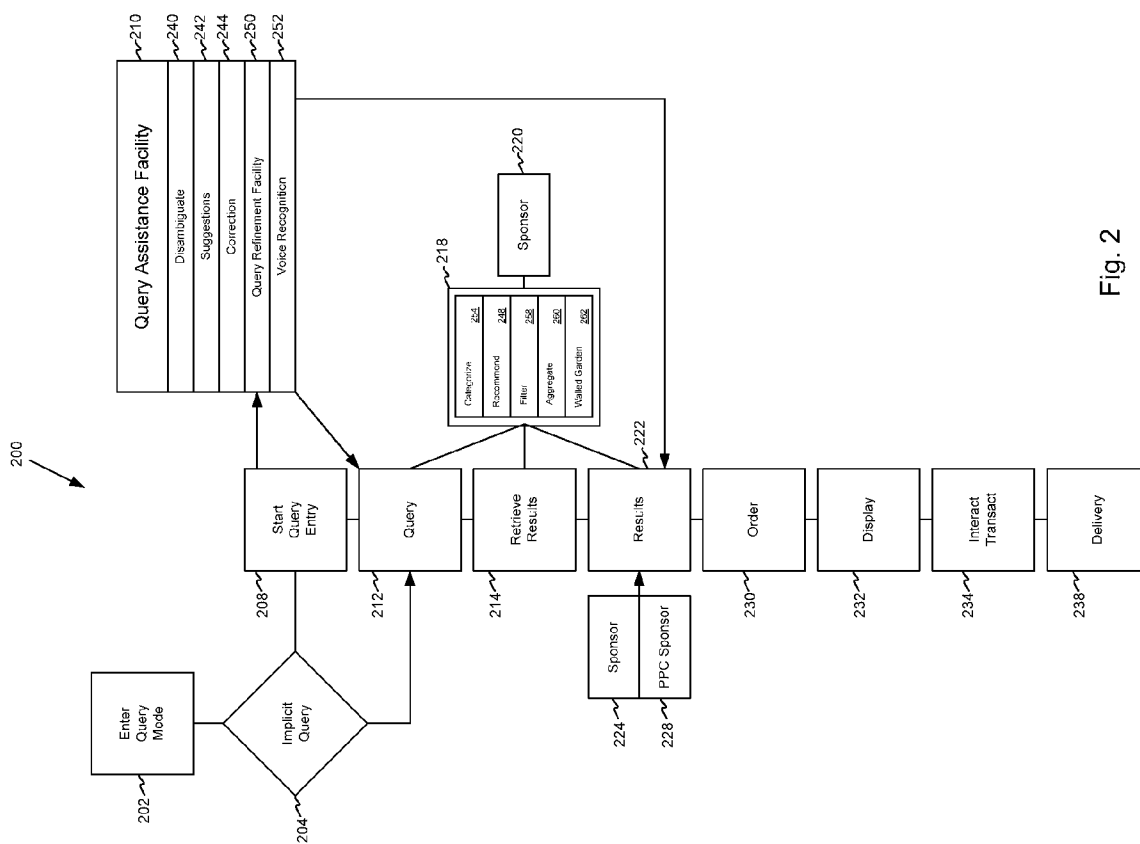 200
202
Enter
Query
Mode
204
Implicit
Query
208
Start
Query
Entry
210
Query Assistance Facility
240
Disambiguate
242
Suggestions
244
Correction
250
Query Refinement Facility
252
Voice Recognition
212
Query
214
Retrieve
Results
218
Categorize 254
Recommend 248
Filter 258
Aggregate 260
Walled Garden 262
220
Sponsor
222
Results
224
Sponsor
228
PPC Sponsor
230
Order
232
Display
234
Interact
Transact
238
Delivery
Fig. 2